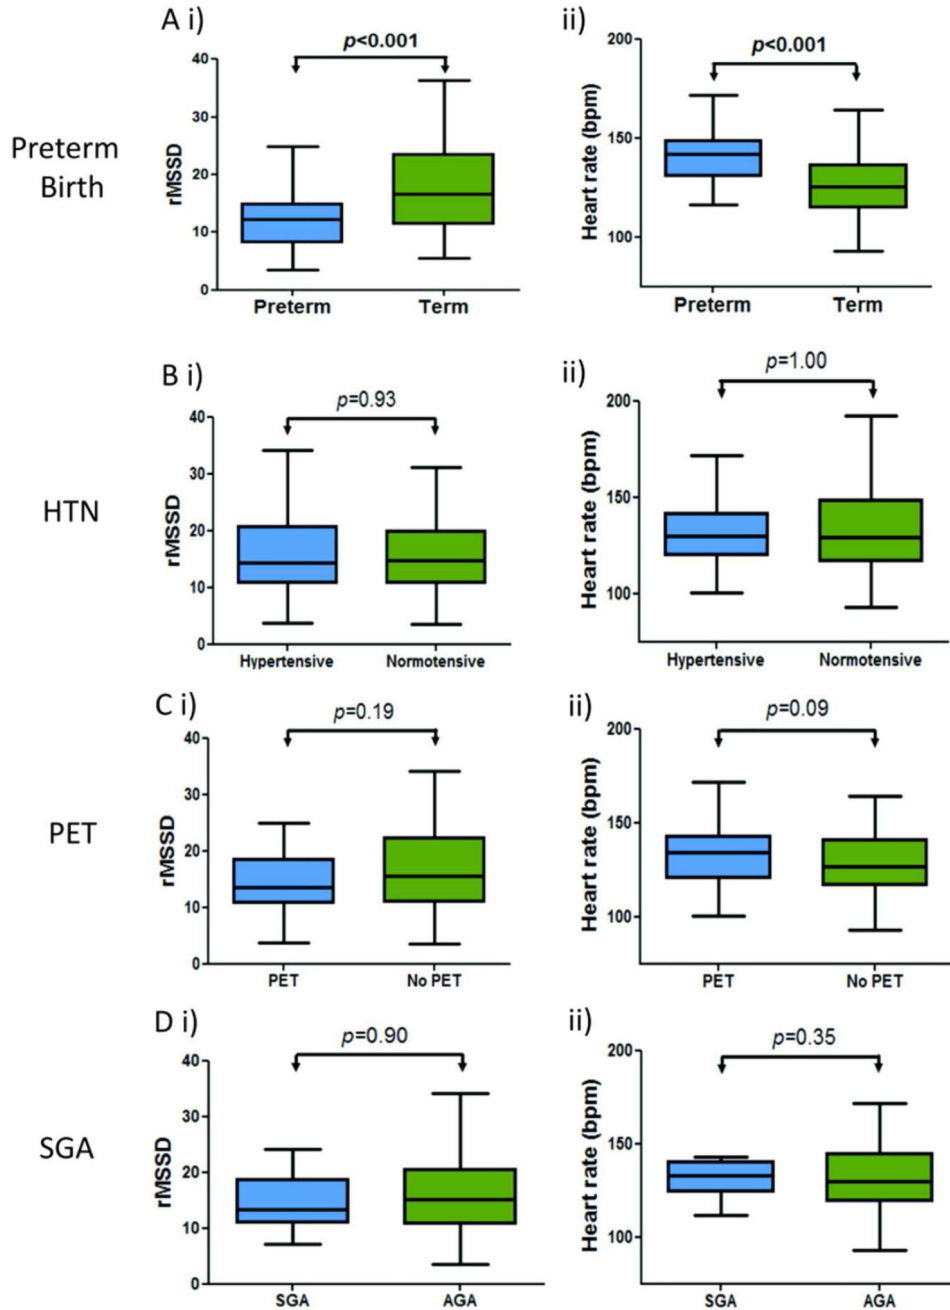 A i)
p<0.001
40
30
20
10
0
rMSSD
Preterm
Term
ii)
p<0.001
200
150
100
Heart rate (bpm)
Preterm
Term
Preterm
Birth
B i)
p=0.93
40
30
20
10
0
rMSSD
Hypertensive
Normotensive
ii)
p=1.00
200
150
100
Heart rate (bpm)
Hypertensive
Normotensive
HTN
C i)
p=0.19
40
30
20
10
0
rMSSD
PET
No PET
ii)
p=0.09
200
150
100
Heart rate (bpm)
PET
No PET
PET
D i)
p=0.90
40
30
20
10
0
rMSSD
SGA
AGA
ii)
p=0.35
200
150
100
Heart rate (bpm)
SGA
AGA
SGA